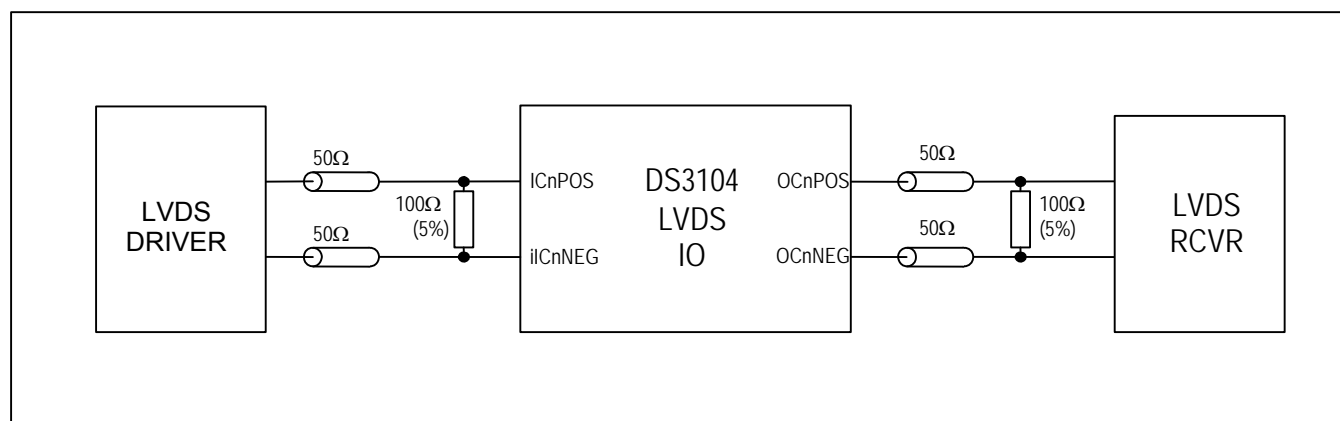 LVDS
DRIVER
50Ω
50Ω
100Ω
(5%)
ICnPOS
iICnNEG
DS3104
LVDS
IO
OCnPOS
OCnNEG
50Ω
50Ω
100Ω
(5%)
LVDS
RCVR